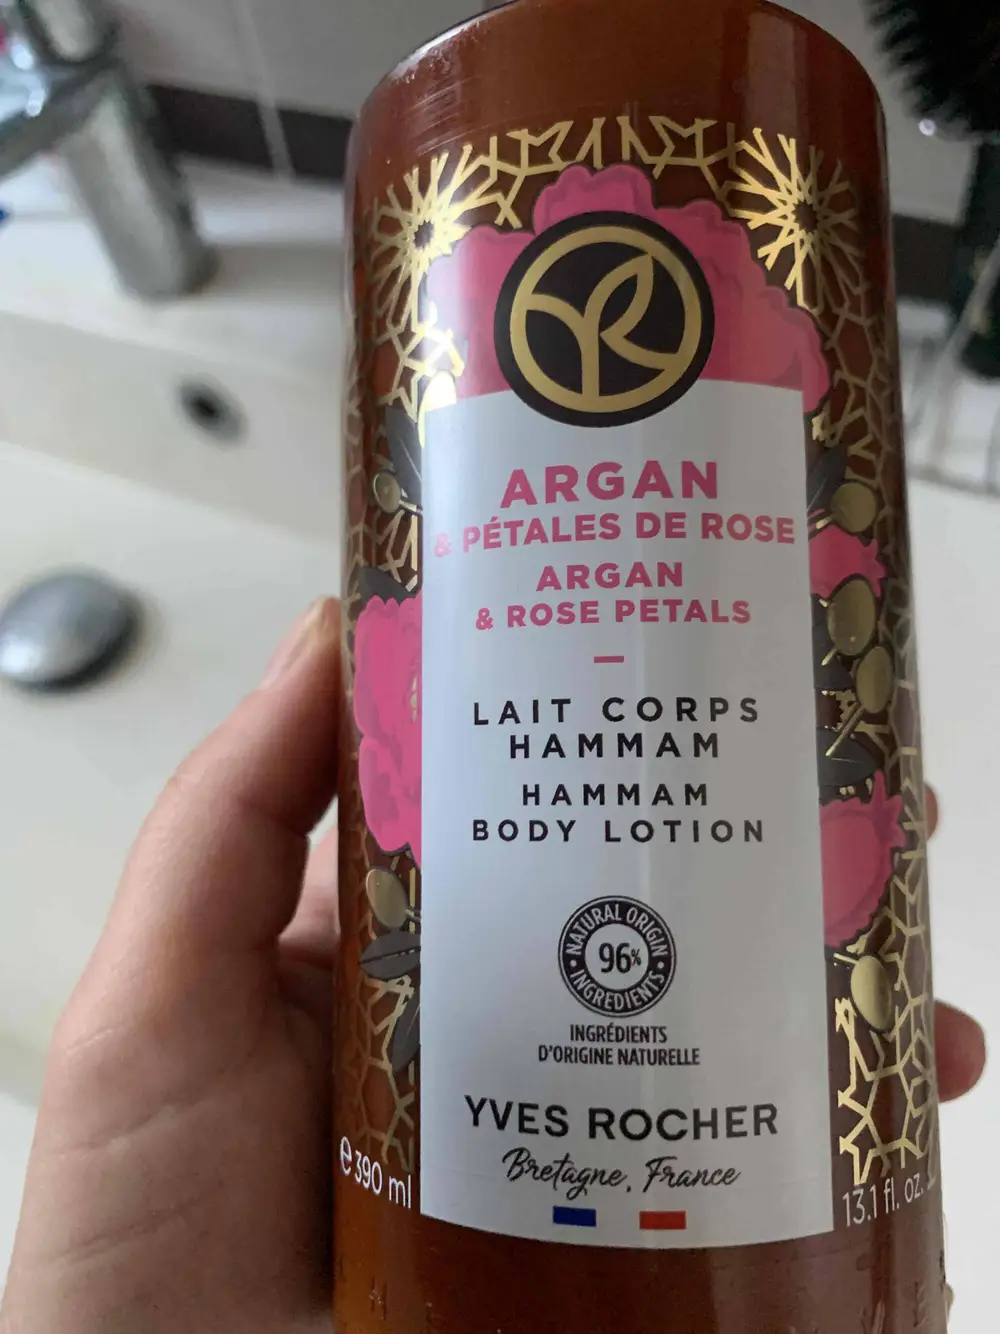 ARGAN
& PÉTALES DE ROSE
ARGAN
& ROSE PETALS
LAIT CORPS
HAMMAM
HAMMAM
BODY LOTION
NATURAL ORIGIN
96%
INGREDIENTS
INGRÉDIENTS
D'ORIGINE NATURELLE
YVES ROCHER
Bretagne, France
e 390 ml
13.1 fl. oz.